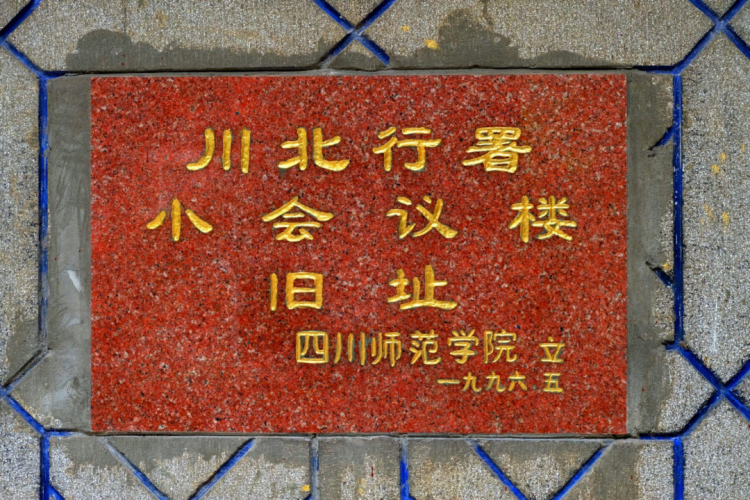 川北行署
小会议楼
旧址
四川师范学院 立
一九九六 五